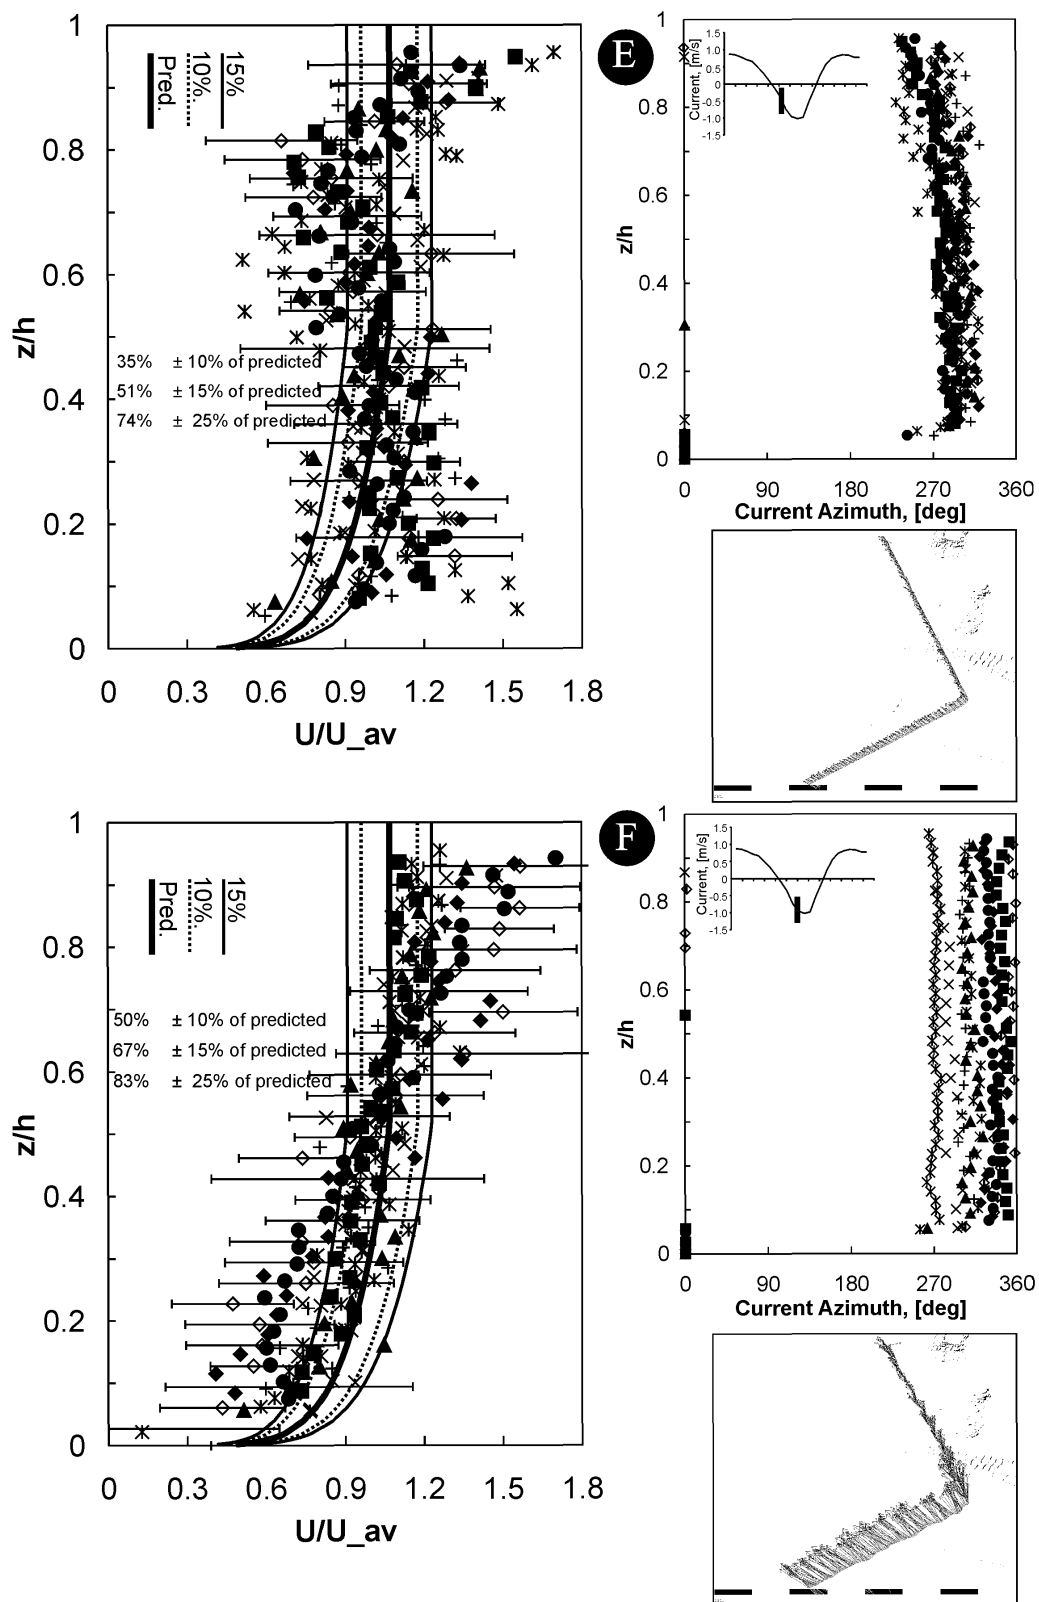 1
0.8
0.6
0.4
0.2
0
z/h
Pred.
10%.
15%
35% ± 10% of predicted
51% ± 15% of predicted
74% ± 25% of predicted
0 0.3 0.6 0.9 1.2 1.5 1.8
U/U_av
E
1
0.8
0.6
0.4
0.2
0
z/h
Current, [m/s]
1.5
1.0
0.5
0
-0.5
-1.0
-1.5
0 90 180 270 360
Current Azimuth, [deg]
1
0.8
0.6
0.4
0.2
0
z/h
Pred.
10%.
15%
50% ± 10% of predicted
67% ± 15% of predicted
83% ± 25% of predicted
0 0.3 0.6 0.9 1.2 1.5 1.8
U/U_av
F
1
0.8
0.6
0.4
0.2
0
z/h
Current, [m/s]
1.5
1.0
0.5
0
-0.5
-1.0
-1.5
0 90 180 270 360
Current Azimuth, [deg]